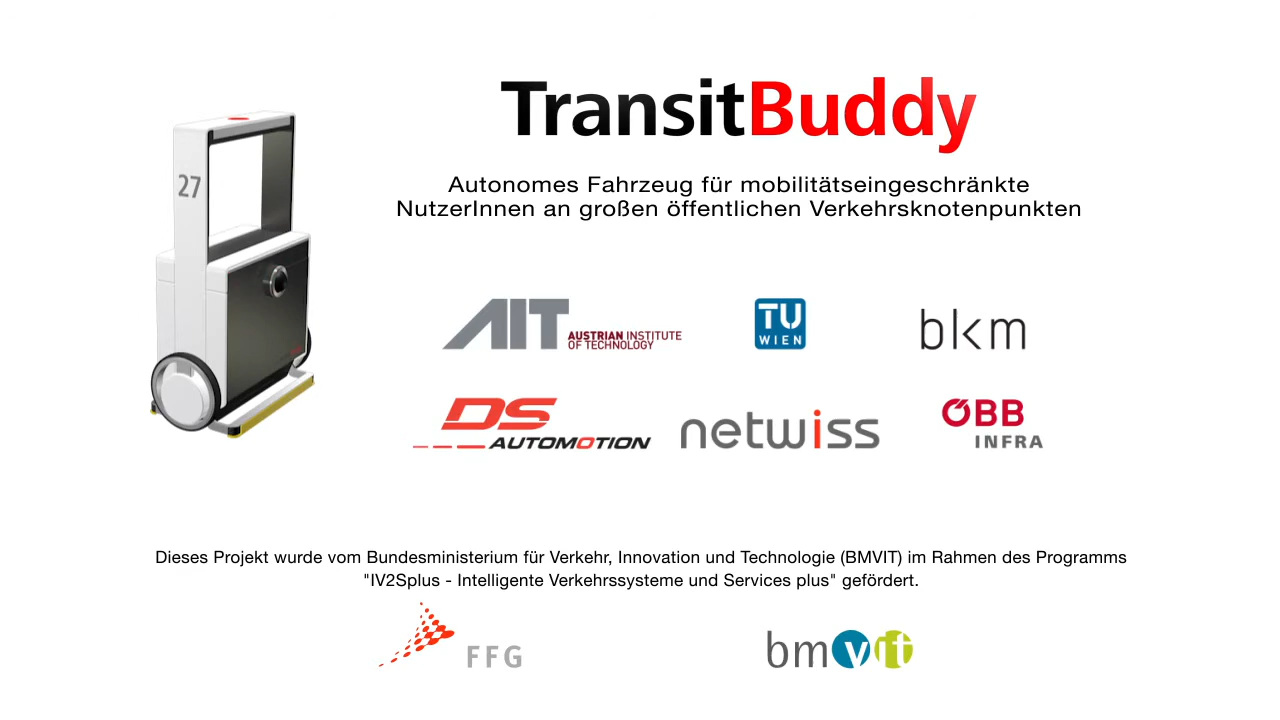 TransitBuddy
27
Autonomes Fahrzeug für mobilitätseingeschränkte
NutzerInnen an großen öffentlichen Verkehrsknotenpunkten
AIT AUSTRIAN INSTITUTE
OF TECHNOLOGY
TU
WIEN
bkm
DS
AUTOMOTION
netwiss
ÖBB
INFRA
Dieses Projekt wurde vom Bundesministerium für Verkehr, Innovation und Technologie (BMVIT) im Rahmen des Programms
"IV2Splus - Intelligente Verkehrssysteme und Services plus" gefördert.
FFG
bmvit